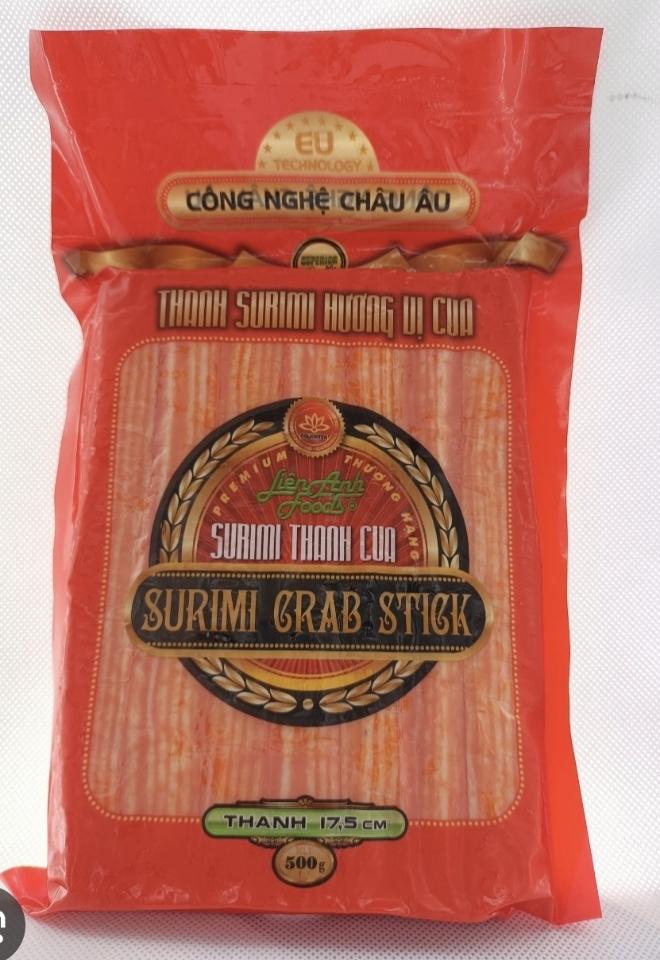 EU
TECHNOLOGY
CÔNG NGHỆ CHÂU ÂU
SUPERIOR
THANH SURIMI HƯƠNG VỊ CUA
PREMIUM THƯỢNG HẠNG
Liên Anh
Foods ®
SURIMI THANH CUA
SURIMI CRAB STICK
THANH 17,5 CM
500g